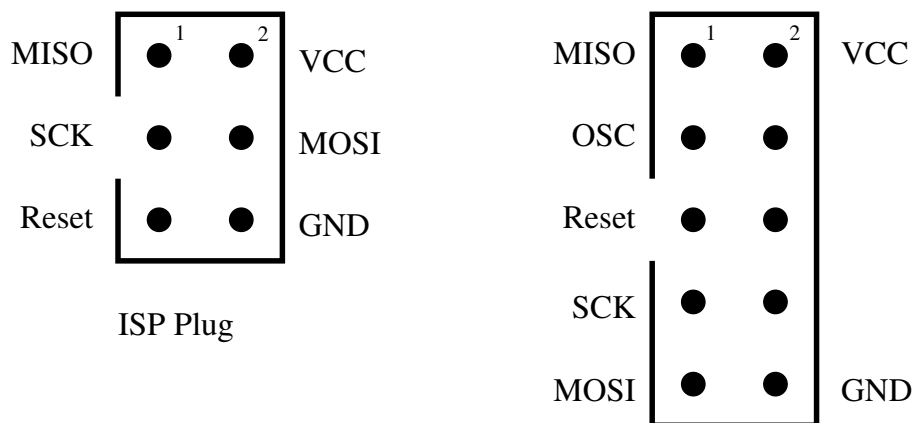 MISO 1 2 VCC
SCK MOSI
Reset GND
ISP Plug
MISO 1 2 VCC
OSC
Reset
SCK
MOSI GND